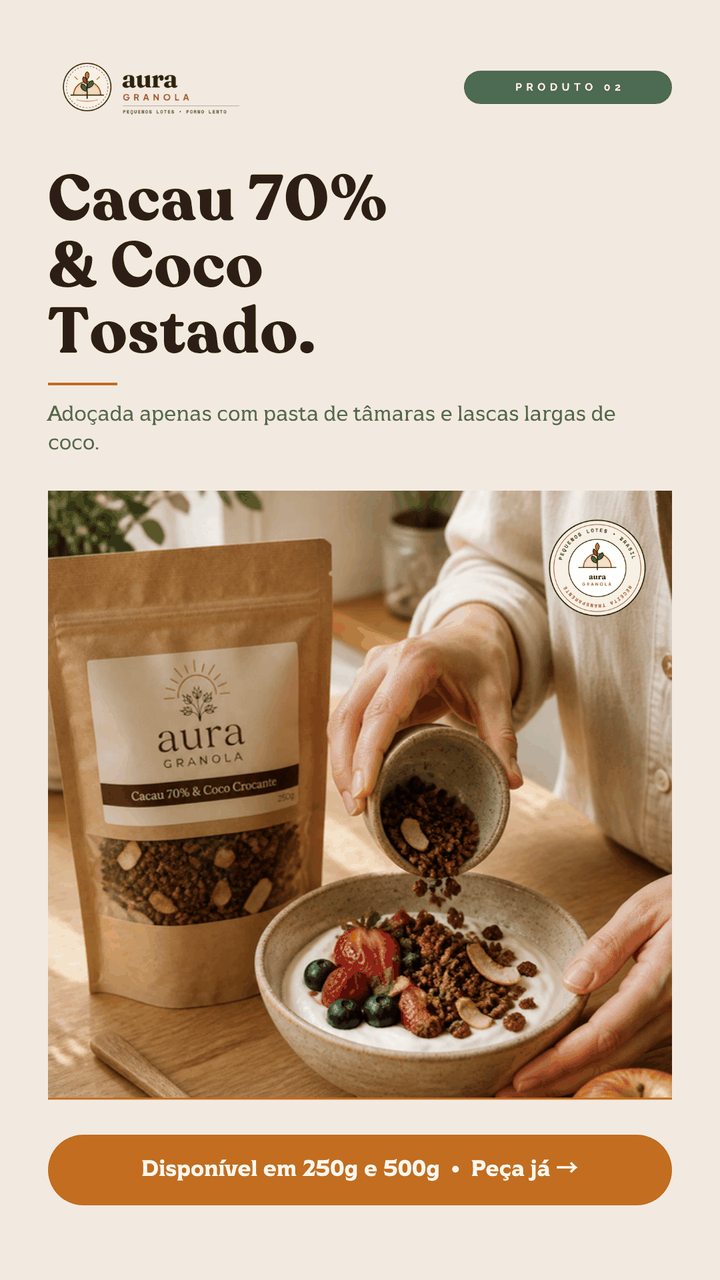 aura
GRANOLA
PEQUENOS LOTES • FORNO LENTO
PRODUTO 02
Cacau 70%
& Coco
Tostado.
Adoçada apenas com pasta de tâmaras e lascas largas de
coco.
PEQUENOS LOTES • BRASIL
aura
GRANOLA
RECEITA TRANSPARENTE
aura
GRANOLA
Cacau 70% & Coco Crocante
250g
Disponível em 250g e 500g • Peça já →